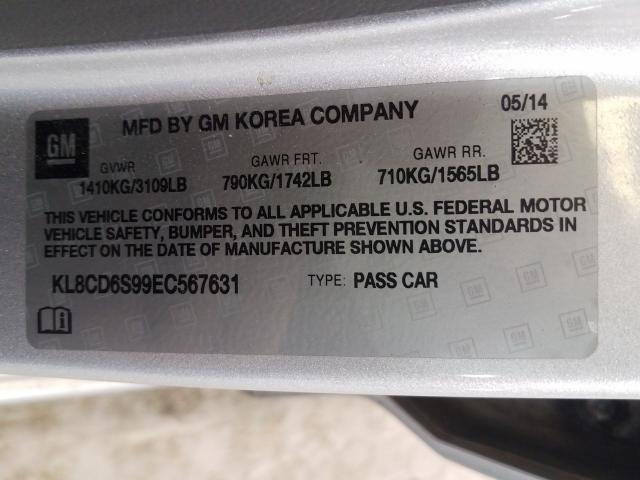 GM
MFD BY GM KOREA COMPANY 05/14
GVWR GAWR FRT. GAWR RR.
1410KG/3109LB 790KG/1742LB 710KG/1565LB
THIS VEHICLE CONFORMS TO ALL APPLICABLE U.S. FEDERAL MOTOR
VEHICLE SAFETY, BUMPER, AND THEFT PREVENTION STANDARDS IN
EFFECT ON THE DATE OF MANUFACTURE SHOWN ABOVE.
KL8CD6S99EC567631 TYPE: PASS CAR